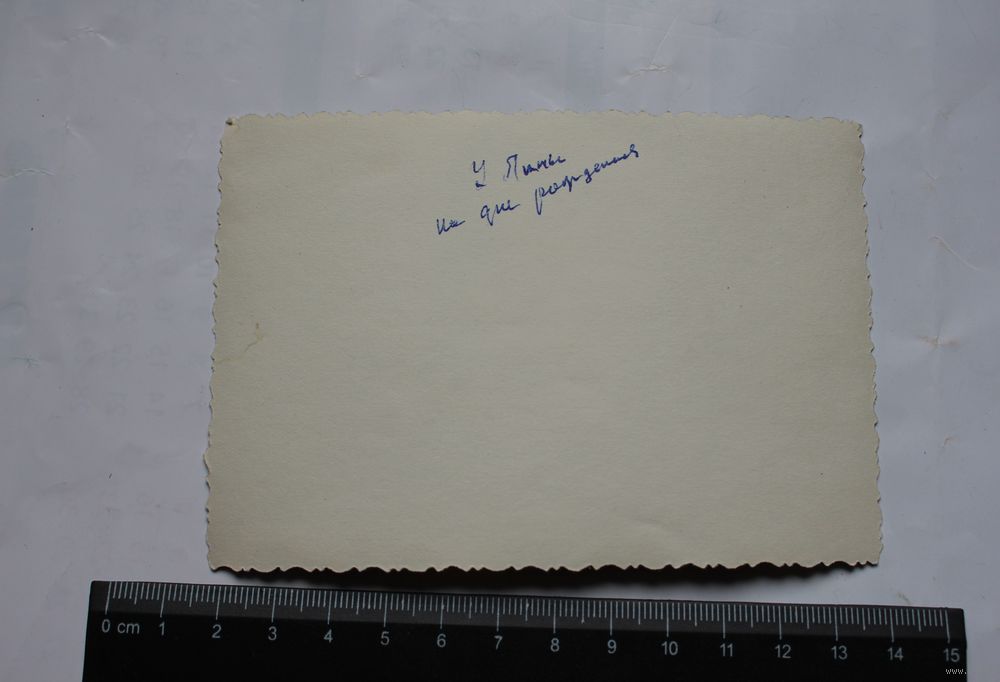 У
на дне рождения
0 cm 1 2 3 4 5 6 7 8 9 10 11 12 13 14 15
www.